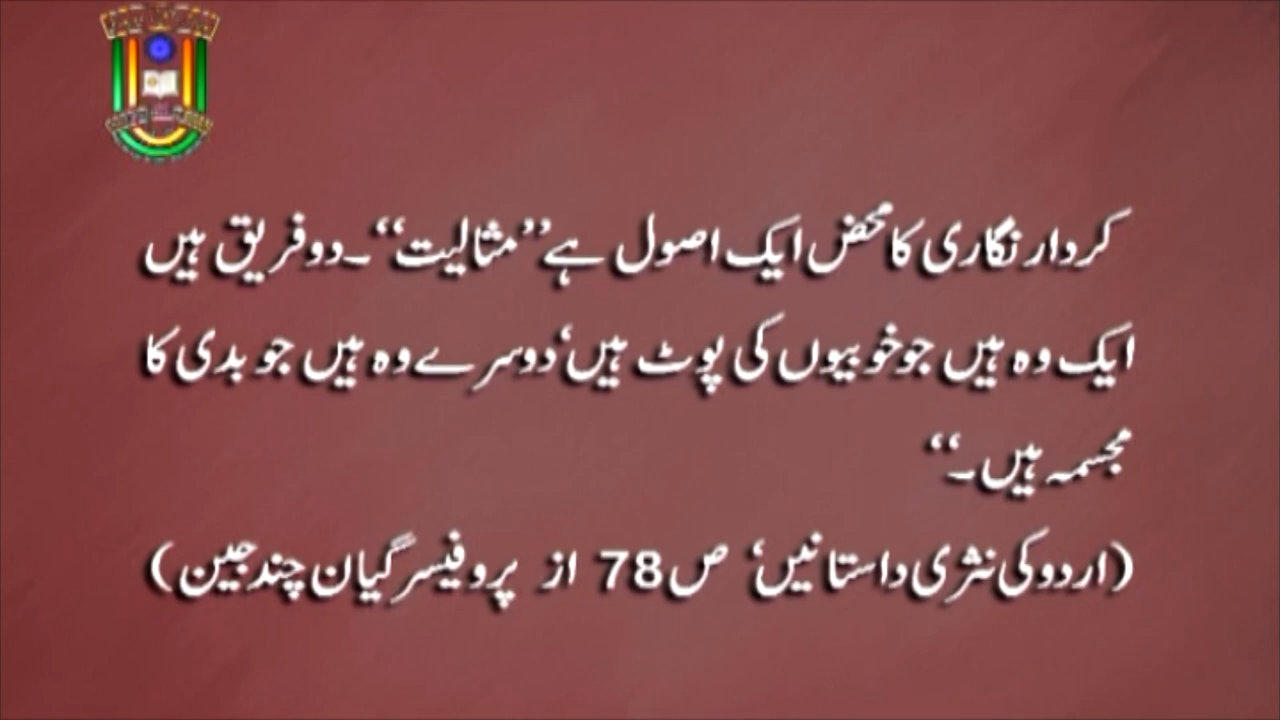 کردار نگاری کا محض ایک اصول ہے ’’مثالیت‘‘۔ دو فریق ہیں
ایک وہ ہیں جو خوبیوں کی پوٹ ہیں‘ دوسرے وہ ہیں جو بدی کا
مجسمہ ہیں۔‘‘
(اردو کی نثری داستانیں‘ ص 78 از پروفیسر گیان چند جین)